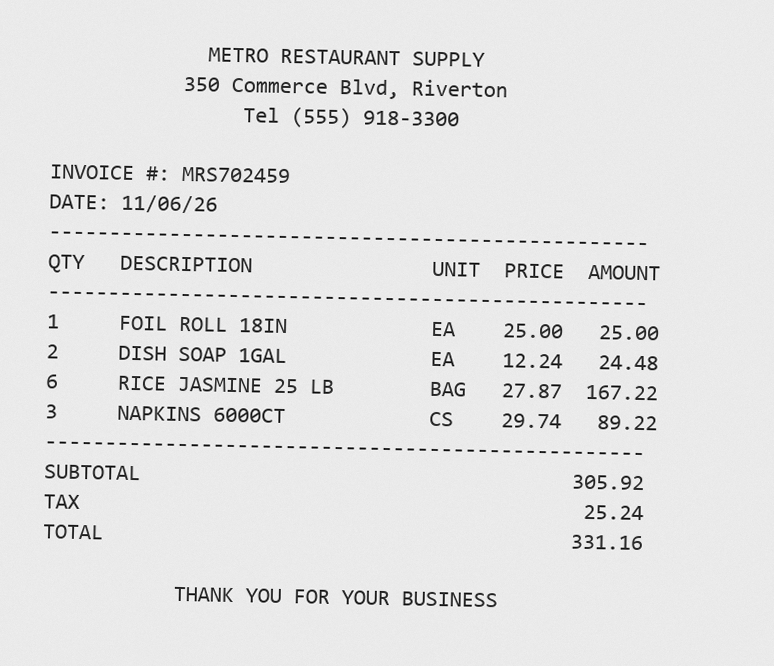 METRO RESTAURANT SUPPLY
350 Commerce Blvd, Riverton
Tel (555) 918-3300
INVOICE #: MRS702459
DATE: 11/06/26
--------------------------------------------------
QTY DESCRIPTION UNIT PRICE AMOUNT
--------------------------------------------------
1 FOIL ROLL 18IN EA 25.00 25.00
2 DISH SOAP 1GAL EA 12.24 24.48
6 RICE JASMINE 25 LB BAG 27.87 167.22
3 NAPKINS 6000CT CS 29.74 89.22
--------------------------------------------------
SUBTOTAL 305.92
TAX 25.24
TOTAL 331.16
THANK YOU FOR YOUR BUSINESS